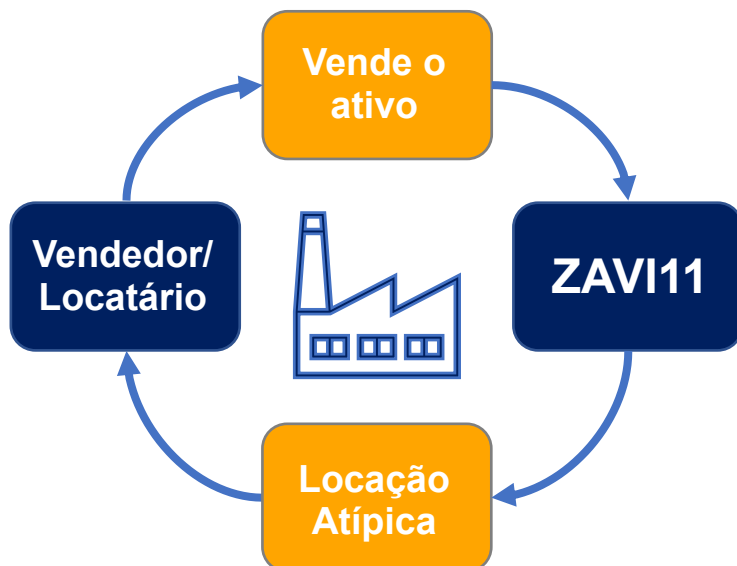 Vende o
ativo
Vendedor/
Locatário
ZAVI11
Locação
Atípica